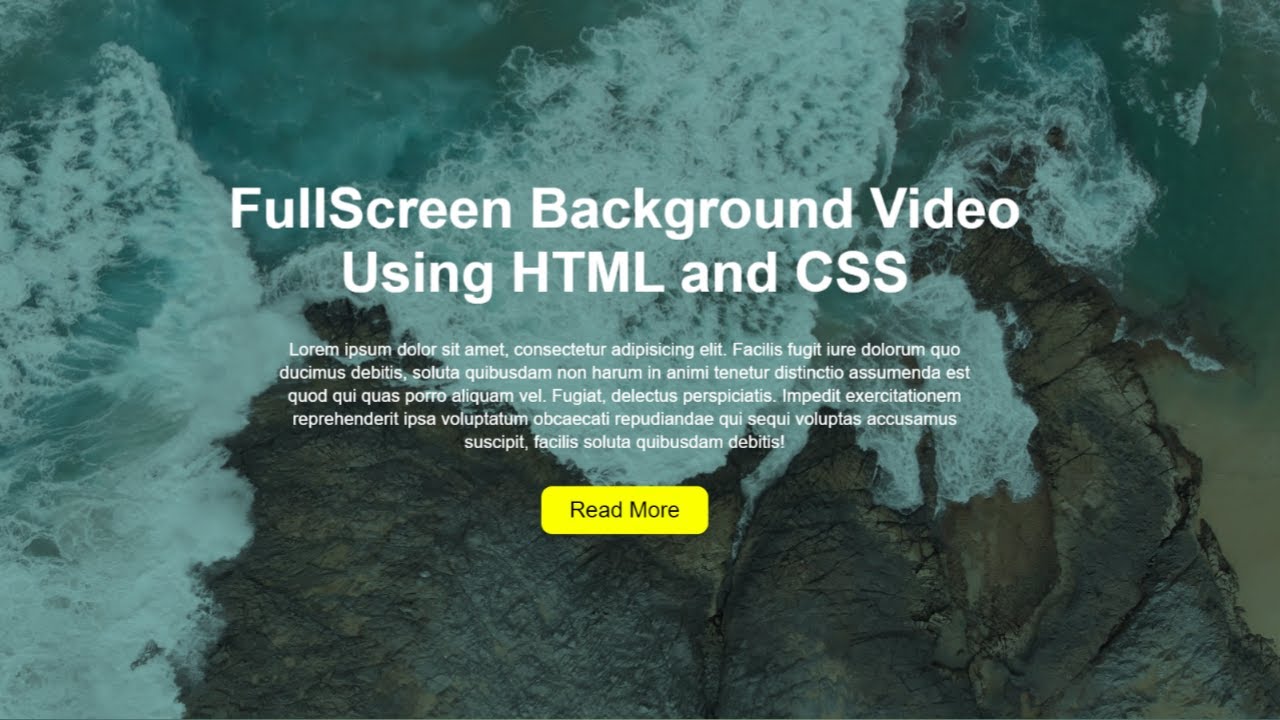 FullScreen Background Video
Using HTML and CSS
Lorem ipsum dolor sit amet, consectetur adipisicing elit. Facilis fugit iure dolorum quo
ducimus debitis, soluta quibusdam non harum in animi tenetur distinctio assumenda est
quod qui quas porro aliquam vel. Fugiat, delectus perspiciatis. Impedit exercitationem
reprehenderit ipsa voluptatum obcaecati repudiandae qui sequi voluptas accusamus
suscipit, facilis soluta quibusdam debitis!
Read More